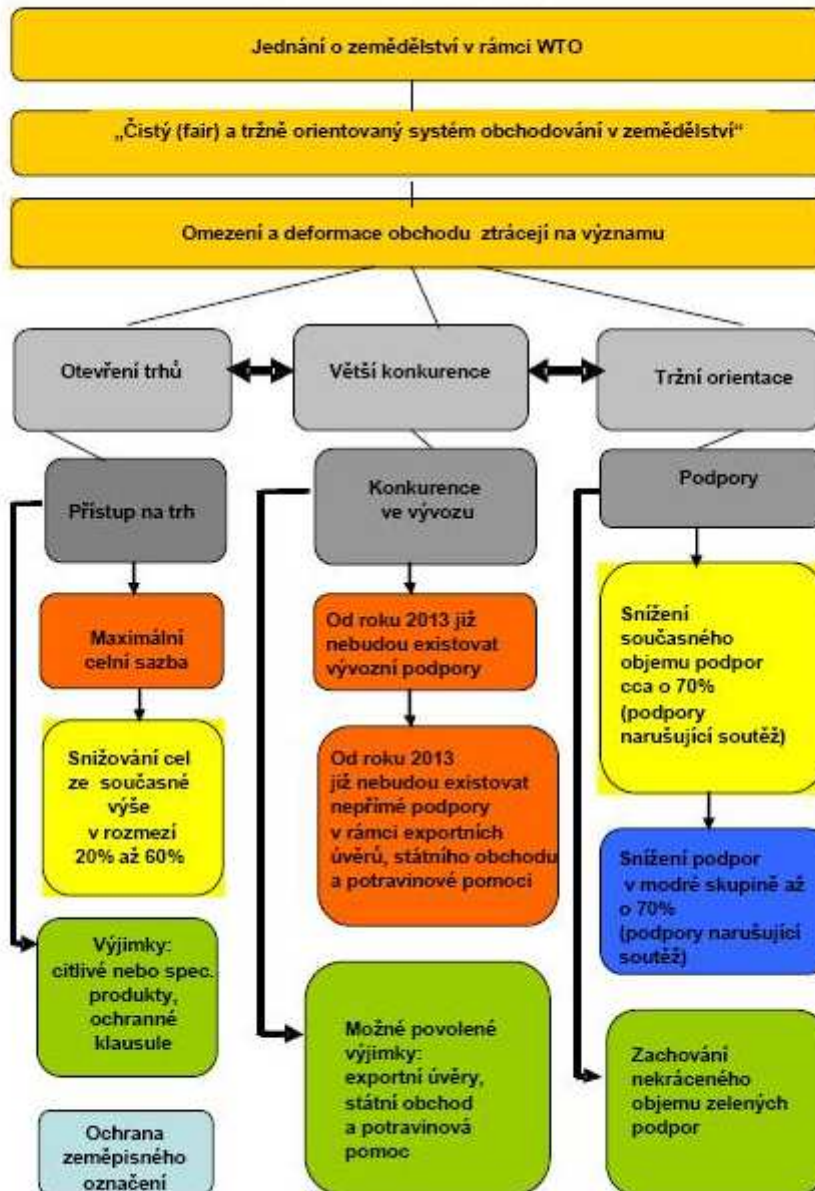 Jednání o zemědělství v rámci WTO
„Čistý (fair) a tržně orientovaný systém obchodování v zemědělství“
Omezení a deformace obchodu ztrácejí na významu
Otevření trhů
Větší konkurence
Tržní orientace
Přístup na trh
Maximální
celní sazba
Snižování cel
ze současné
výše
v rozmezí
20% až 60%
Výjimky:
citlivé nebo spec.
produkty,
ochranné
klausule
Ochrana
zeměpisného
označení
Konkurence
ve vývozu
Od roku 2013 již
nebudou existovat
vývozní podpory
Od roku 2013
již nebudou existovat
nepřímé podpory
v rámci exportních
úvěrů, státního obchodu
a potravinové pomoci
Možné povolené
výjimky:
exportní úvěry,
státní obchod
a potravinová
pomoc
Podpory
Snížení
současného
objemu podpor
cca o 70%
(podpory
narušující soutěž)
Snížení podpor
v modré skupině až
o 70%
(podpory narušující
soutěž)
Zachování
nekráceného
objemu zelených
podpor